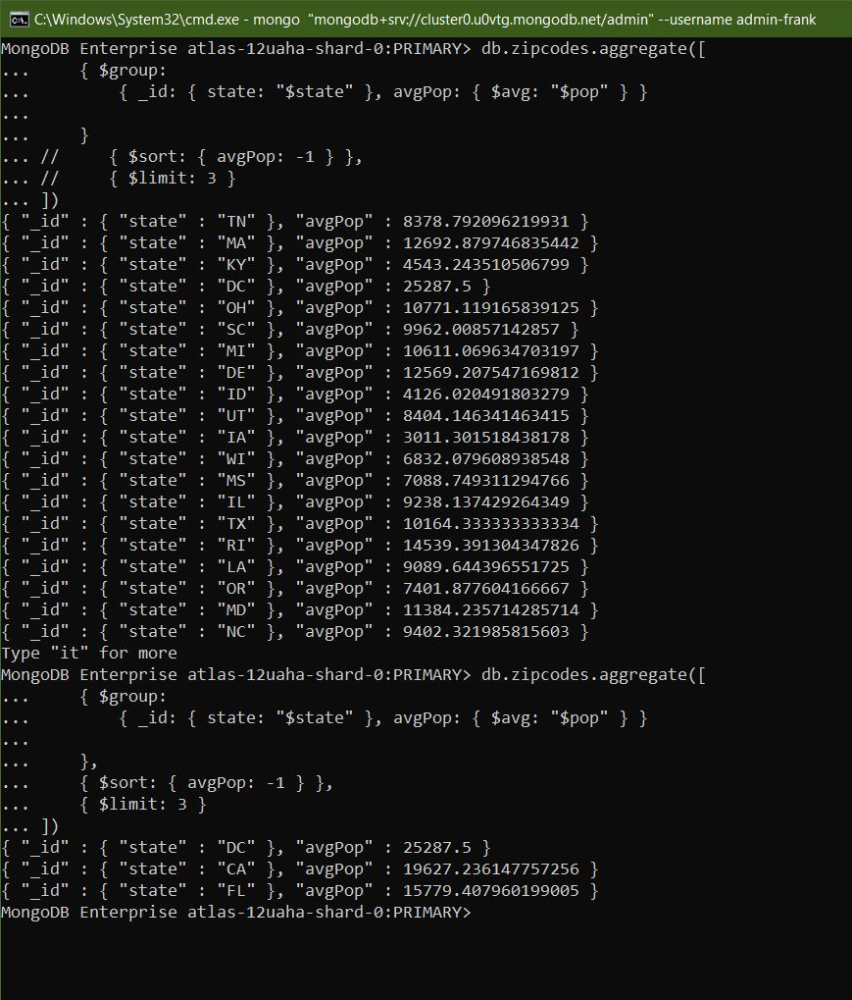 C:\Windows\System32\cmd.exe - mongo "mongodb+srv://cluster0.u0vtg.mongodb.net/admin" --username admin-frank
MongoDB Enterprise atlas-12uaha-shard-0:PRIMARY> db.zipcodes.aggregate([
...     { $group:
...         { _id: { state: "$state" }, avgPop: { $avg: "$pop" } }
...
...     }
... //     { $sort: { avgPop: -1 } },
... //     { $limit: 3 }
... ])
{ "_id" : { "state" : "TN" }, "avgPop" : 8378.792096219931 }
{ "_id" : { "state" : "MA" }, "avgPop" : 12692.879746835442 }
{ "_id" : { "state" : "KY" }, "avgPop" : 4543.243510506799 }
{ "_id" : { "state" : "DC" }, "avgPop" : 25287.5 }
{ "_id" : { "state" : "OH" }, "avgPop" : 10771.119165839125 }
{ "_id" : { "state" : "SC" }, "avgPop" : 9962.00857142857 }
{ "_id" : { "state" : "MI" }, "avgPop" : 10611.069634703197 }
{ "_id" : { "state" : "DE" }, "avgPop" : 12569.207547169812 }
{ "_id" : { "state" : "ID" }, "avgPop" : 4126.020491803279 }
{ "_id" : { "state" : "UT" }, "avgPop" : 8404.146341463415 }
{ "_id" : { "state" : "IA" }, "avgPop" : 3011.301518438178 }
{ "_id" : { "state" : "WI" }, "avgPop" : 6832.079608938548 }
{ "_id" : { "state" : "MS" }, "avgPop" : 7088.749311294766 }
{ "_id" : { "state" : "IL" }, "avgPop" : 9238.137429264349 }
{ "_id" : { "state" : "TX" }, "avgPop" : 10164.333333333334 }
{ "_id" : { "state" : "RI" }, "avgPop" : 14539.391304347826 }
{ "_id" : { "state" : "LA" }, "avgPop" : 9089.644396551725 }
{ "_id" : { "state" : "OR" }, "avgPop" : 7401.877604166667 }
{ "_id" : { "state" : "MD" }, "avgPop" : 11384.235714285714 }
{ "_id" : { "state" : "NC" }, "avgPop" : 9402.321985815603 }
Type "it" for more
MongoDB Enterprise atlas-12uaha-shard-0:PRIMARY> db.zipcodes.aggregate([
...     { $group:
...         { _id: { state: "$state" }, avgPop: { $avg: "$pop" } }
...
...     },
...     { $sort: { avgPop: -1 } },
...     { $limit: 3 }
... ])
{ "_id" : { "state" : "DC" }, "avgPop" : 25287.5 }
{ "_id" : { "state" : "CA" }, "avgPop" : 19627.236147757256 }
{ "_id" : { "state" : "FL" }, "avgPop" : 15779.407960199005 }
MongoDB Enterprise atlas-12uaha-shard-0:PRIMARY>